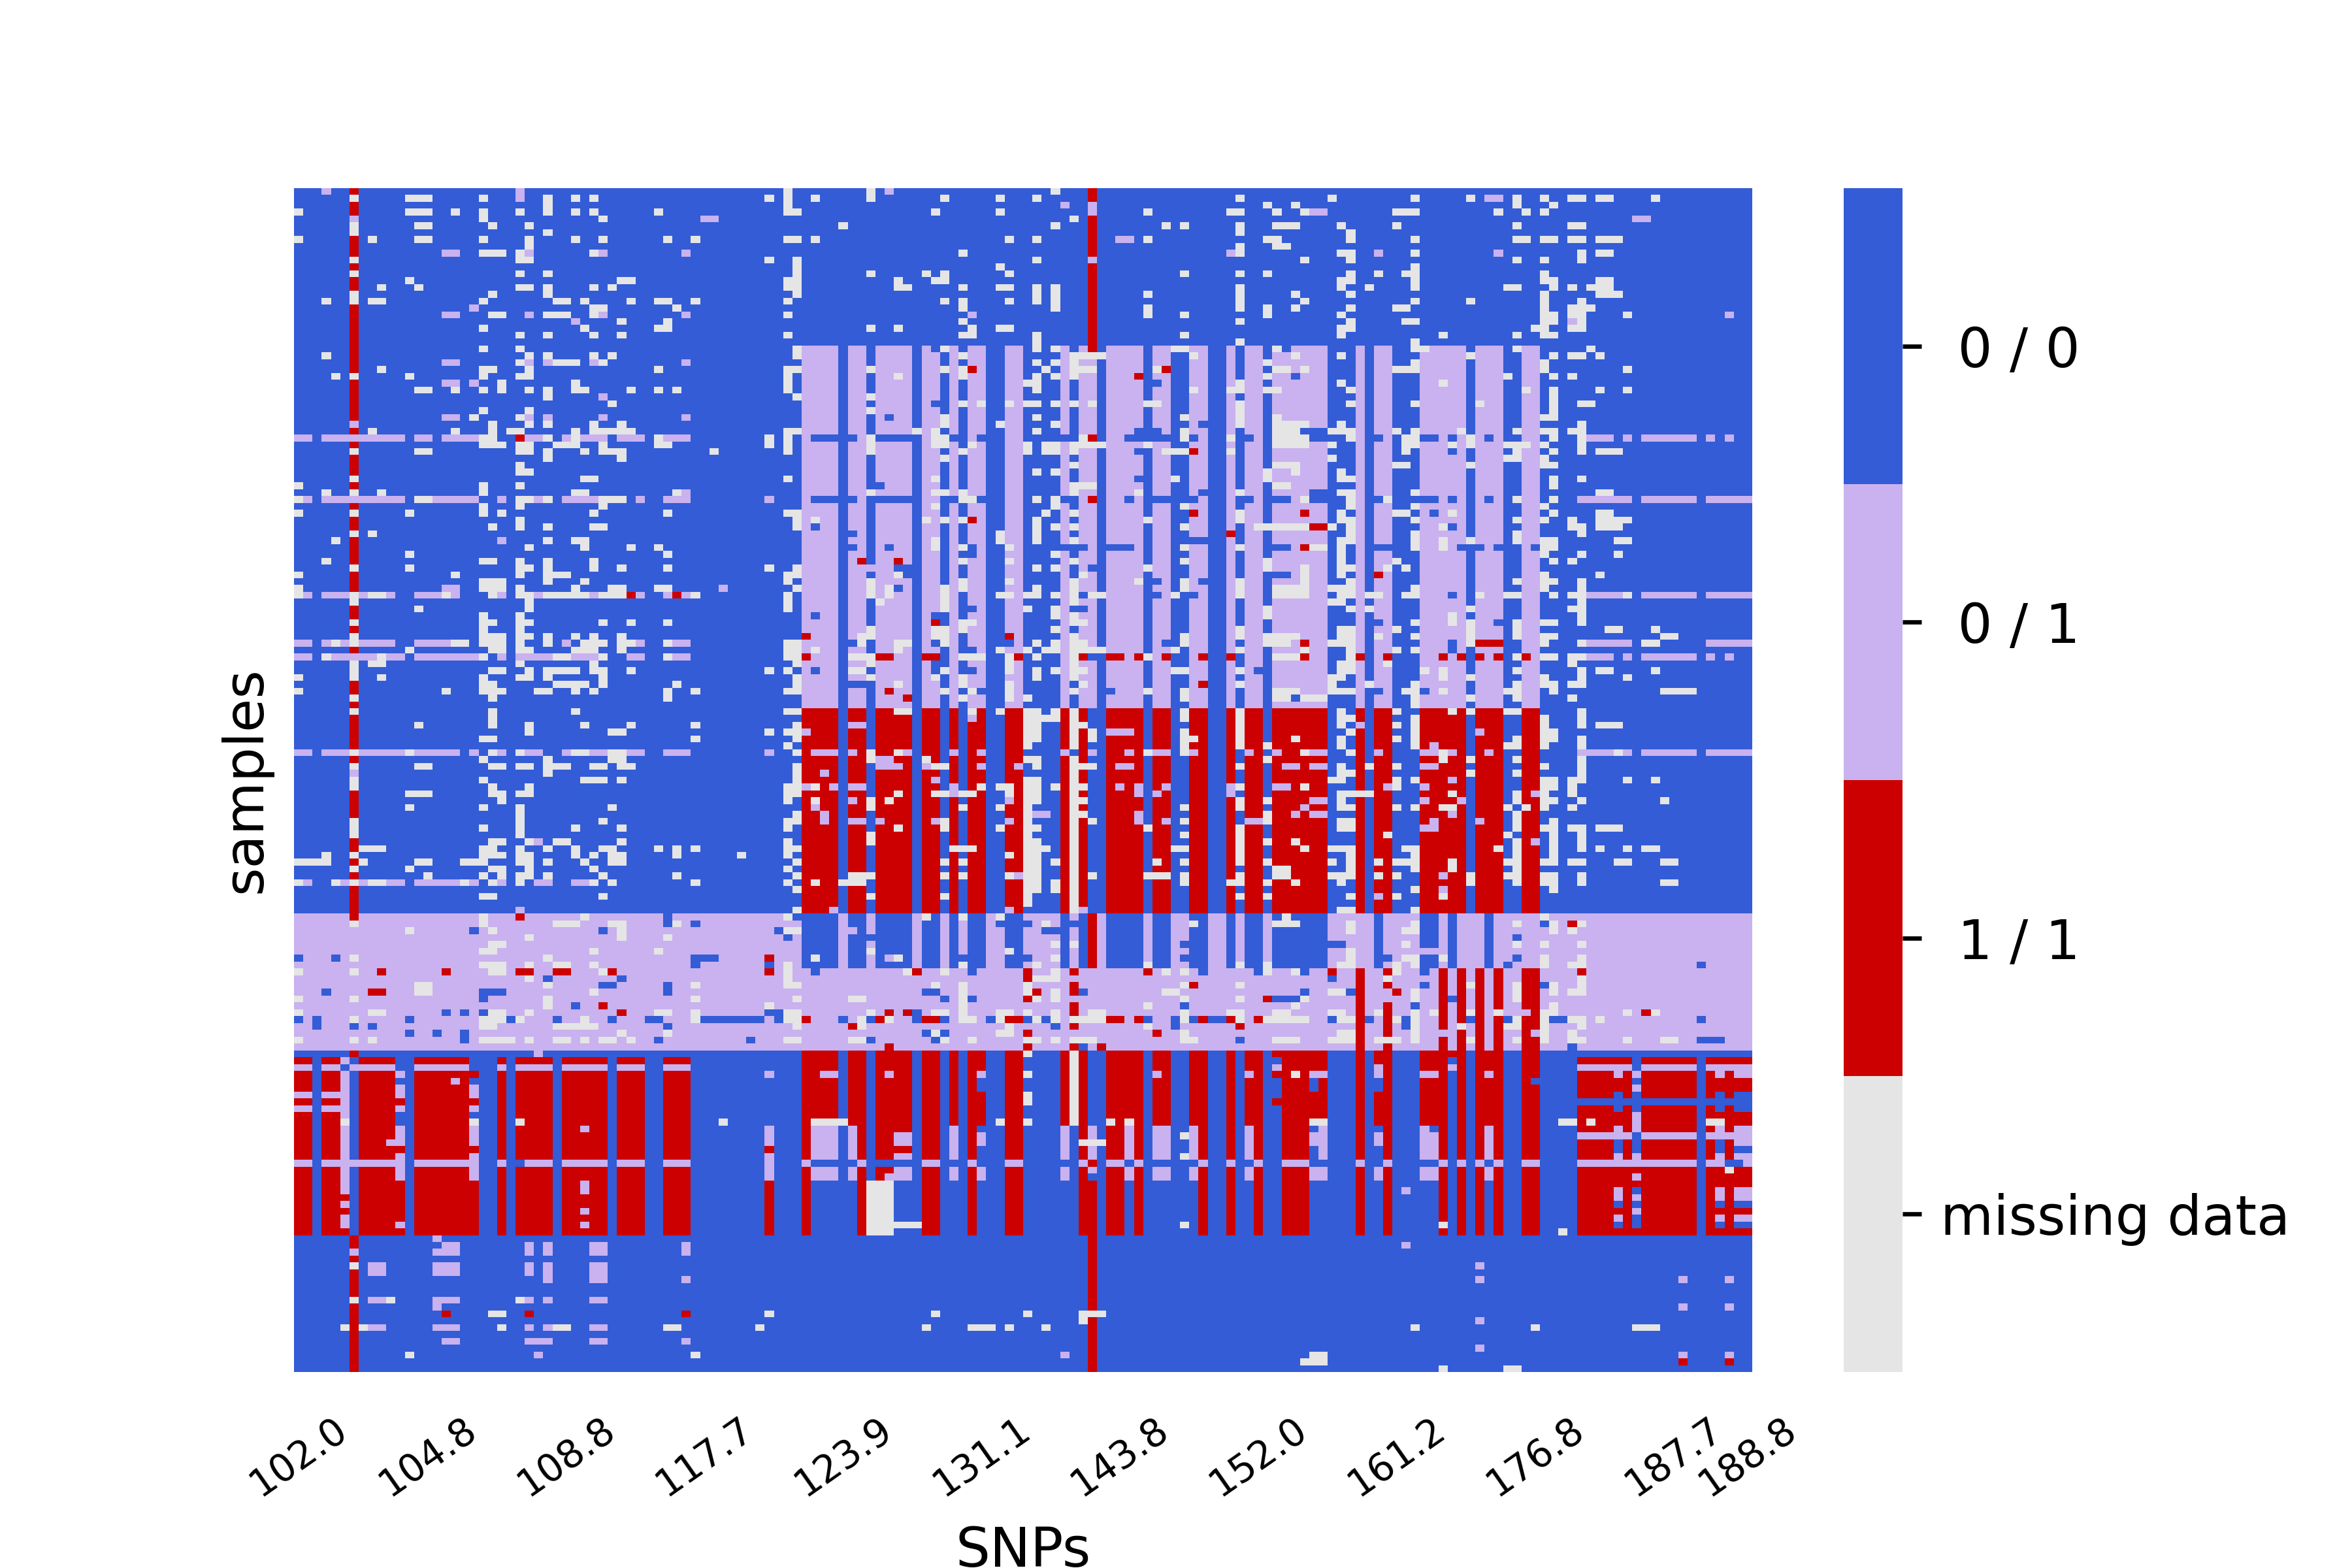 0 / 0
0 / 1
1 / 1
missing data
samples
102.0
104.8
108.8
117.7
123.9
131.1
143.8
152.0
161.2
176.8
187.7
188.8
SNPs